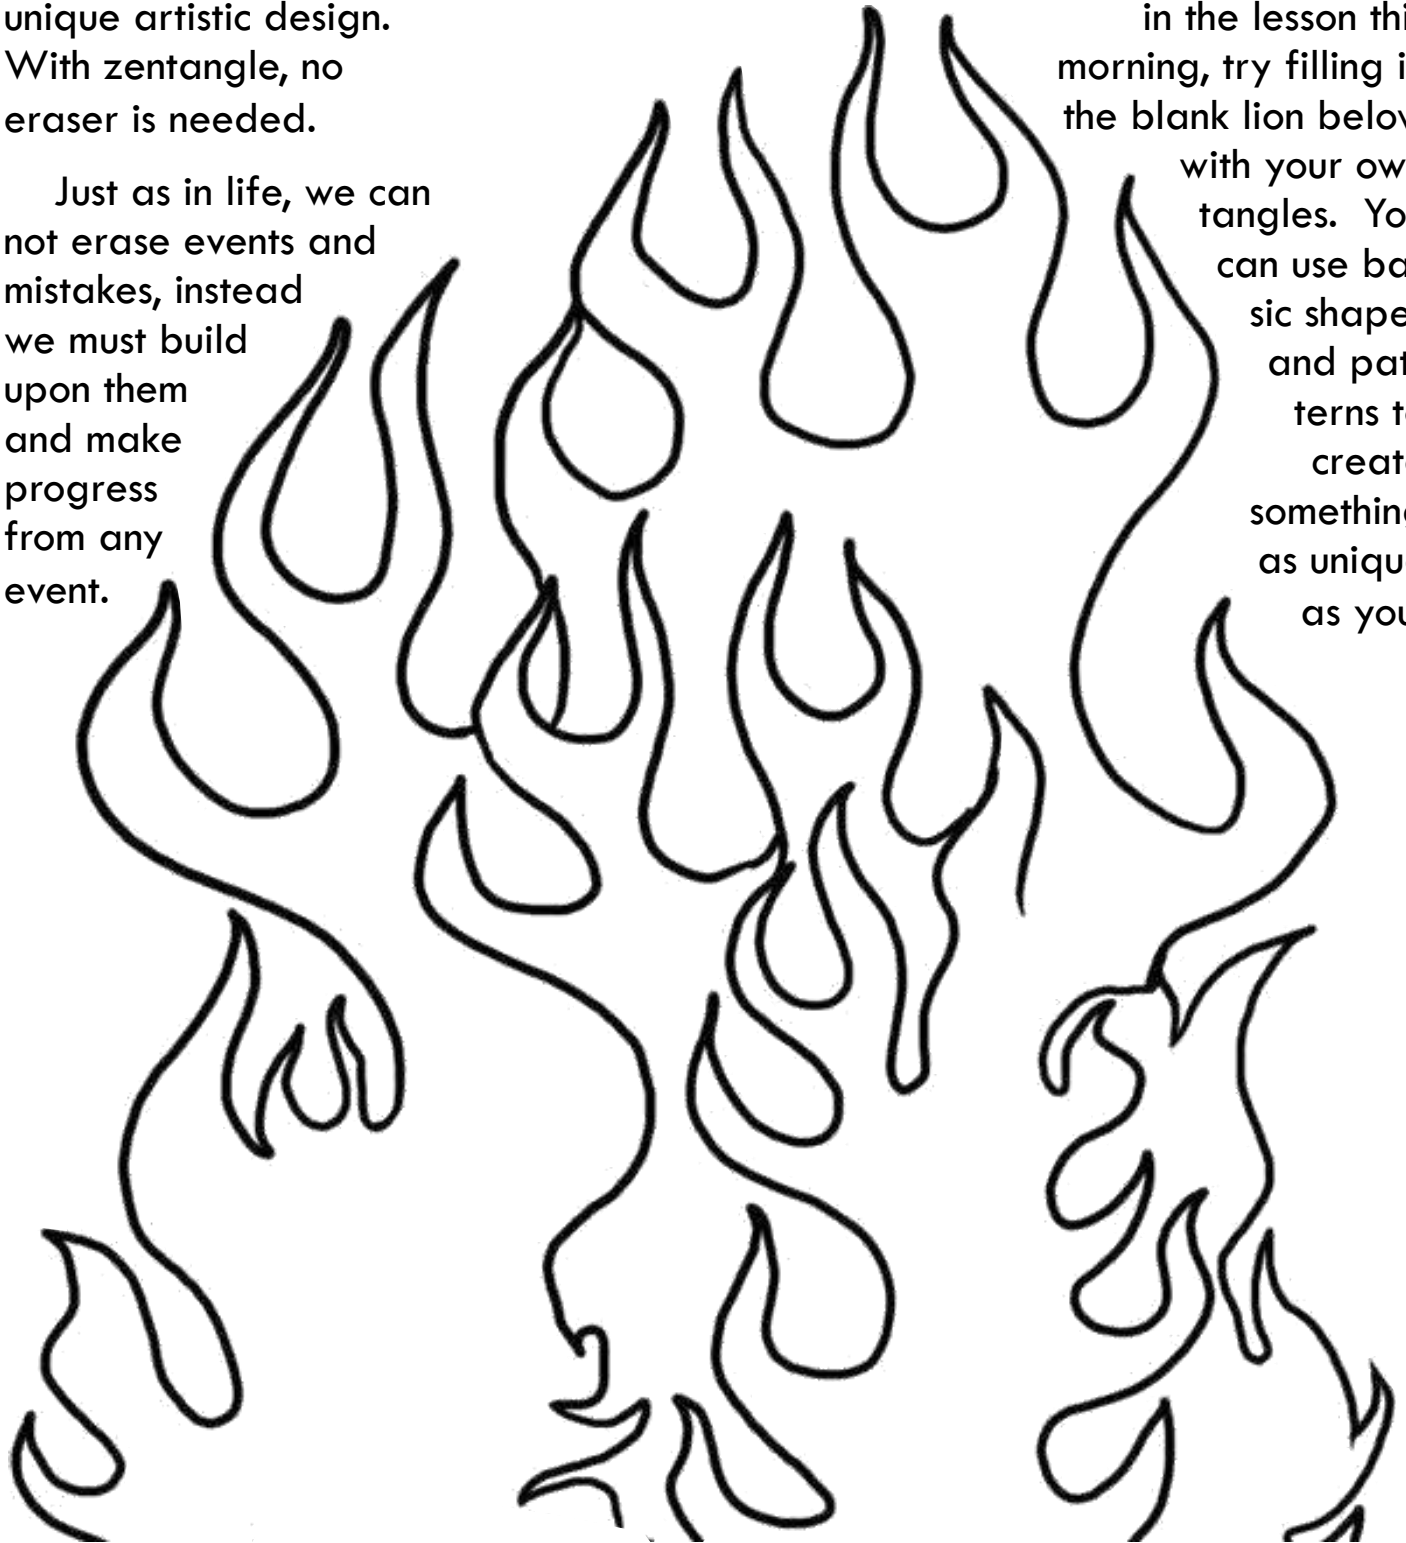 unique artistic design.
With zentangle, no
eraser is needed.
Just as in life, we can
not erase events and
mistakes, instead
we must build
upon them
and make
progress
from any
event.
in the lesson thi
morning, try filling i
the blank lion belov
with your ow
tangles.  Yo
can use ba
sic shape
and pat
terns t
creat
something
as uniqu
as you